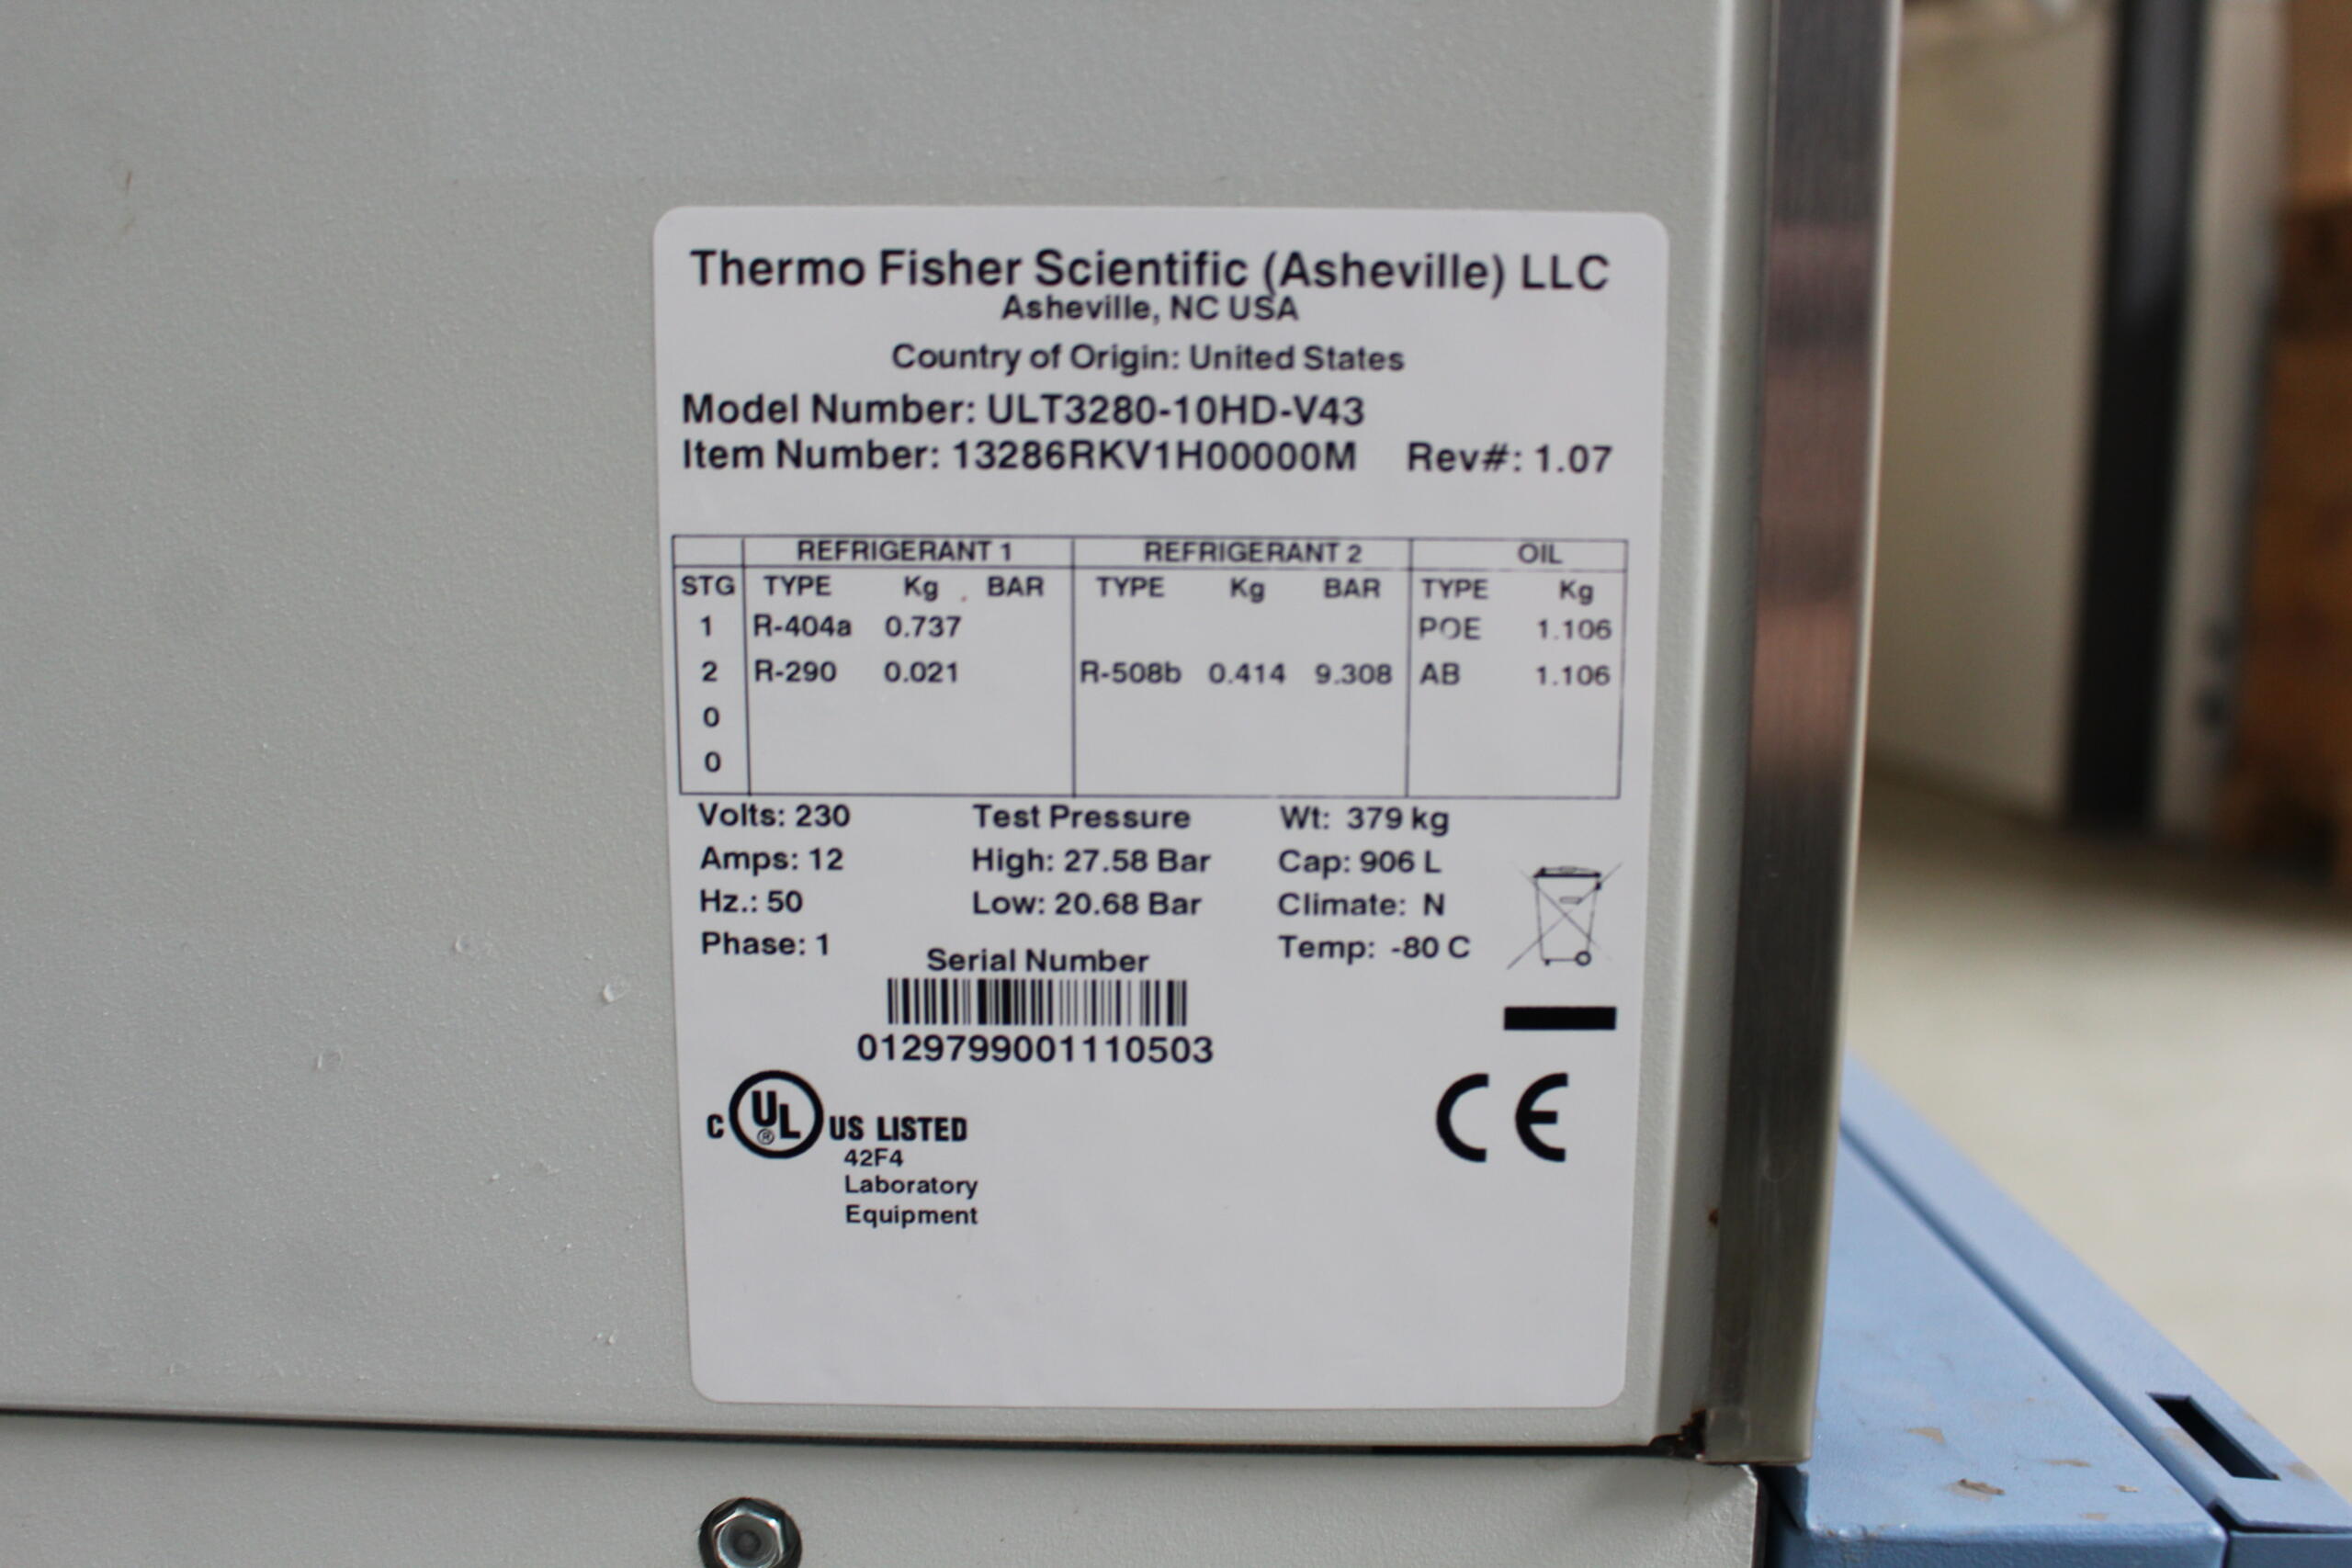 Thermo Fisher Scientific (Asheville) LLC
Asheville, NC USA
Country of Origin: United States
Model Number: ULT3280-10HD-V43
Item Number: 13286RKV1H00000M Rev#: 1.07
REFRIGERANT 1 REFRIGERANT 2 OIL
STG TYPE Kg BAR TYPE Kg BAR TYPE Kg
1 R-404a 0.737 POE 1.106
2 R-290 0.021 R-508b 0.414 9.308 AB 1.106
0
0
Volts: 230 Test Pressure Wt: 379 kg
Amps: 12 High: 27.58 Bar Cap: 906 L
Hz.: 50 Low: 20.68 Bar Climate: N
Phase: 1 Temp: -80 C
Serial Number
0129799001110503
C UL ® US LISTED
42F4
Laboratory
Equipment
CE